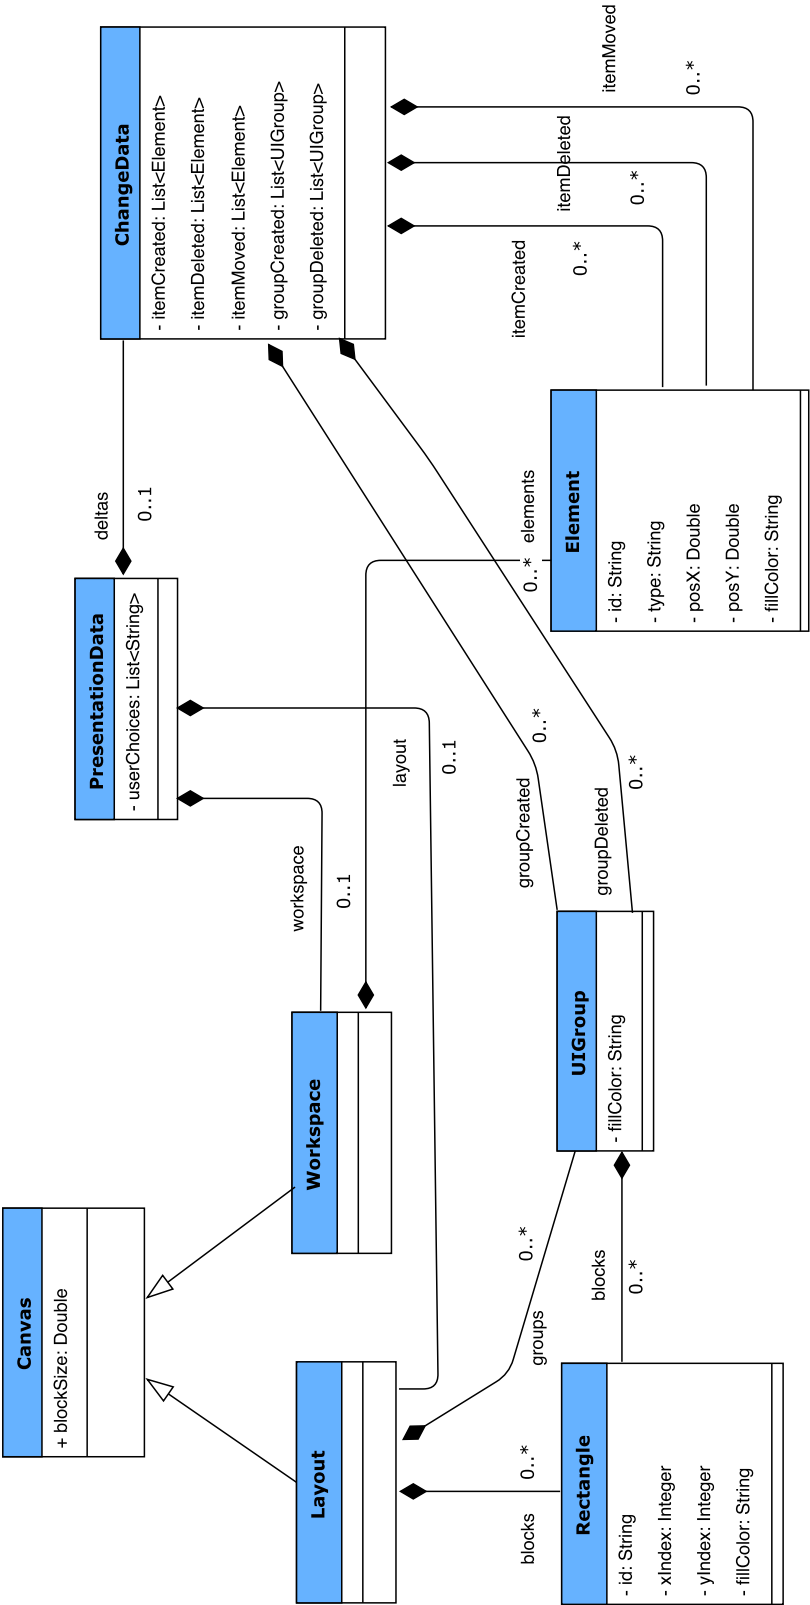 Canvas
+ blockSize: Double
Layout
Workspace
PresentationData
- userChoices: List<String>
ChangeData
- itemCreated: List<Element>
- itemDeleted: List<Element>
- itemMoved: List<Element>
- groupCreated: List<UIGroup>
- groupDeleted: List<UIGroup>
deltas
0..1
workspace
0..1
layout
0..1
elements
0..*
Rectangle
- id: String
- xIndex: Integer
- yIndex: Integer
- fillColor: String
UIGroup
- fillColor: String
Element
- id: String
- type: String
- posX: Double
- posY: Double
- fillColor: String
blocks
0..*
groups
0..*
blocks
0..*
groupCreated
0..*
groupDeleted
0..*
itemCreated
0..*
itemDeleted
0..*
itemMoved
0..*